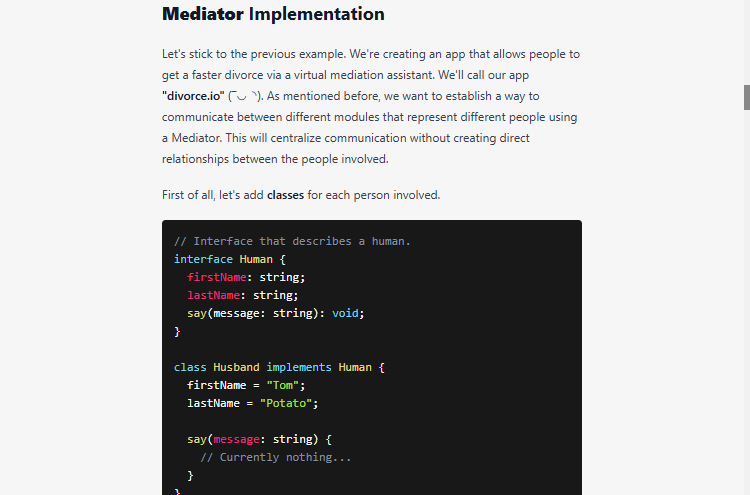 Mediator Implementation
Let's stick to the previous example. We're creating an app that allows people to
get a faster divorce via a virtual mediation assistant. We'll call our app
"divorce.io" (͡~◡ ◝). As mentioned before, we want to establish a way to
communicate between different modules that represent different people using
a Mediator. This will centralize communication without creating direct
relationships between the people involved.
First of all, let's add classes for each person involved.
// Interface that describes a human.
interface Human {
  firstName: string;
  lastName: string;
  say(message: string): void;
}
class Husband implements Human {
  firstName = "Tom";
  lastName = "Potato";
  say(message: string) {
    // Currently nothing...
  }
}